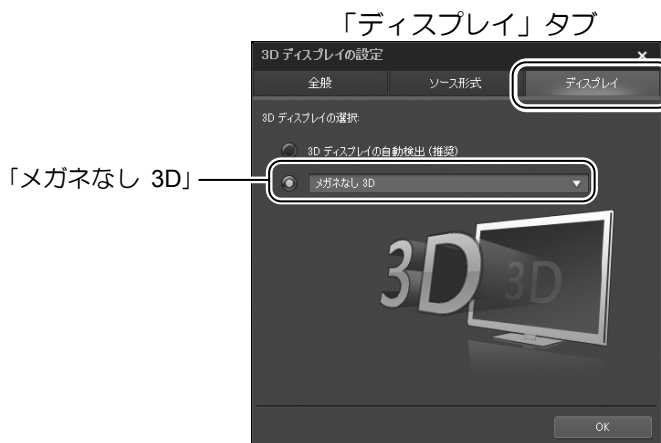 「ディスプレイ」タブ
3D ディスプレイの設定 ×
全般 ソース形式 ディスプレイ
3D ディスプレイの選択:
3D ディスプレイの自動検出 (推奨)
「メガネなし 3D」 メガネなし 3D
3D 3D
OK